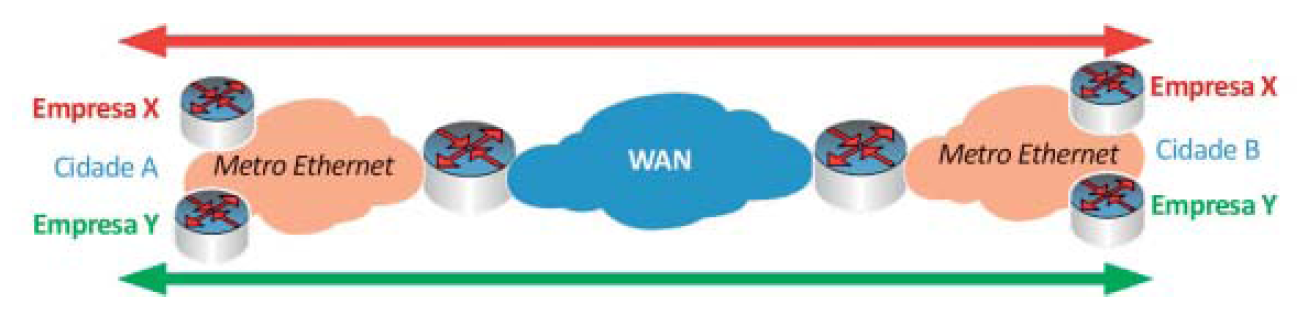 Empresa X
Cidade A
Empresa Y
Metro Ethernet
WAN
Metro Ethernet
Empresa X
Cidade B
Empresa Y